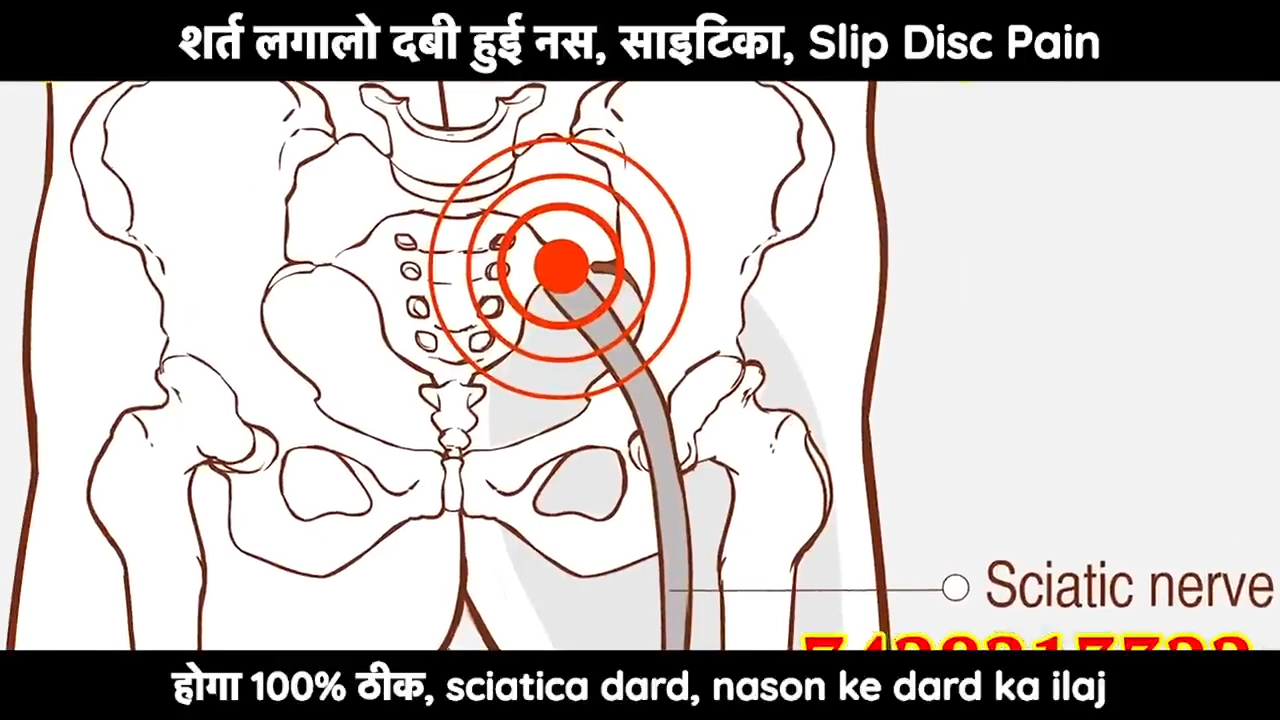 शर्त लगालो दबी हुई नस, साइटिका, Slip Disc Pain
Sciatic nerve
होगा 100% ठीक, sciatica dard, nason ke dard ka ilaj